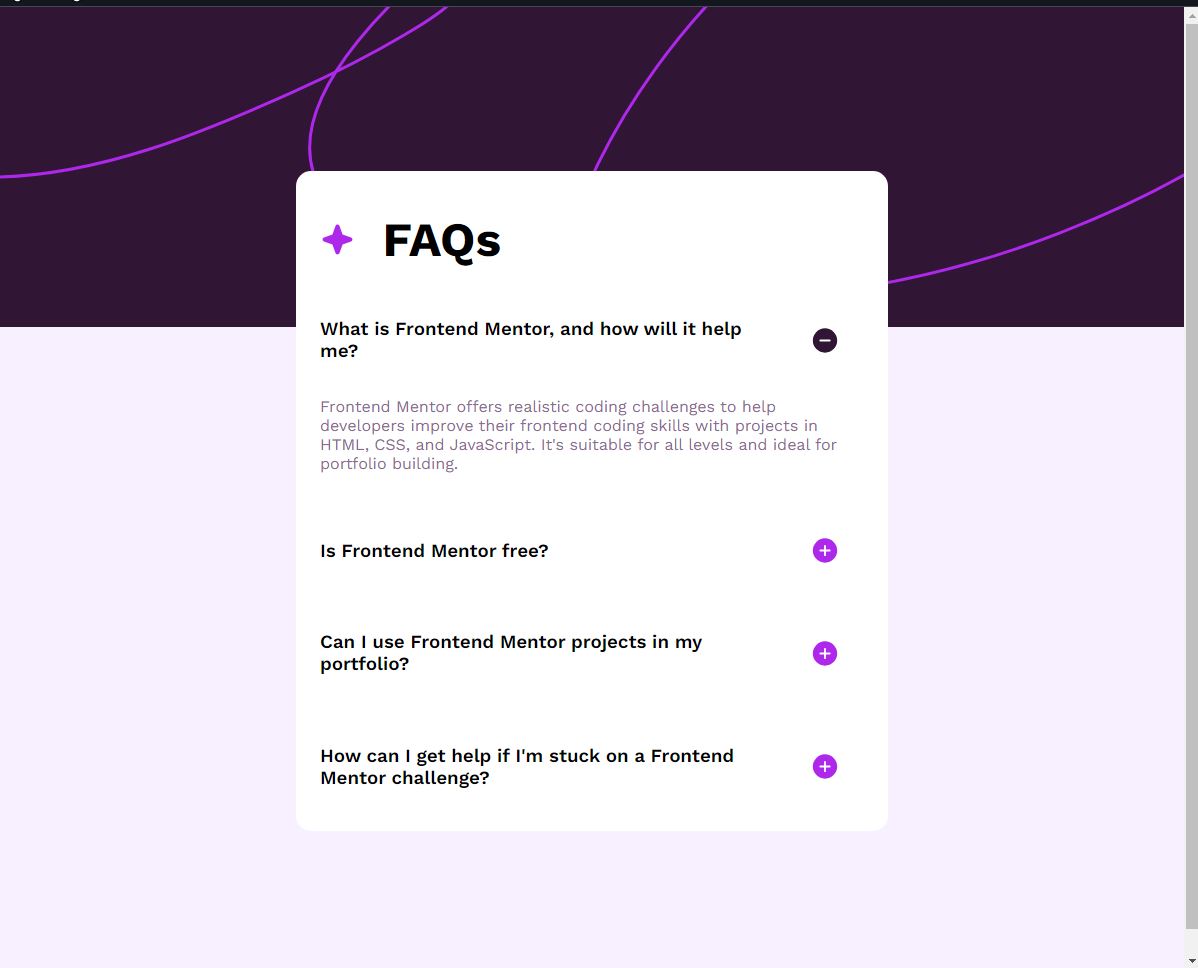 FAQs
What is Frontend Mentor, and how will it help
me?
Frontend Mentor offers realistic coding challenges to help
developers improve their frontend coding skills with projects in
HTML, CSS, and JavaScript. It's suitable for all levels and ideal for
portfolio building.
Is Frontend Mentor free?
Can I use Frontend Mentor projects in my
portfolio?
How can I get help if I'm stuck on a Frontend
Mentor challenge?